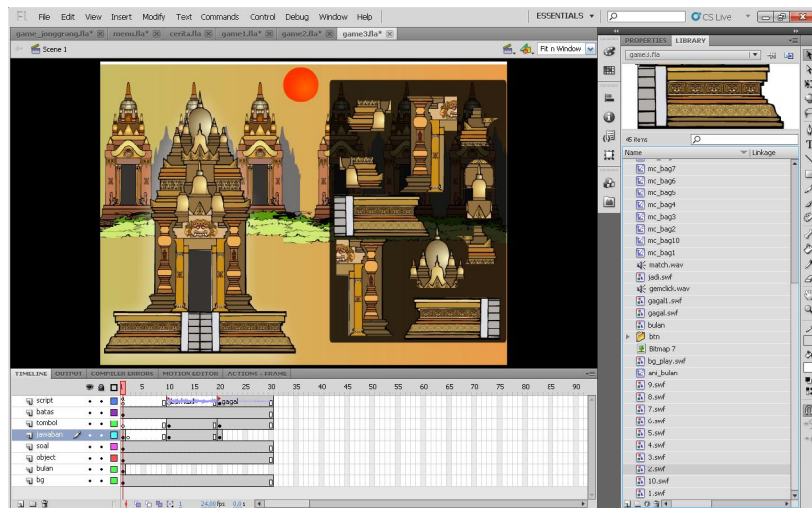 Fl File Edit View Insert Modify Text Commands Control Debug Window Help ESSENTIALS CS Live
game_jonggrang.fla* menu.fla* cerita.fla game1.fla* game2.fla* game3.fla*
Scene 1 Fit n Window
PROPERTIES LIBRARY
45 items
Name Linkage
mc_bag7
mc_bag6
mc_bag5
mc_bag4
mc_bag3
mc_bag2
mc_bag10
mc_bag1
match.wav
jadi.swf
gemclick.wav
gagal1.swf
gagal.swf
bulan
btn
Bitmap 7
bg_play.swf
ani_bulan
9.swf
8.swf
7.swf
6.swf
5.swf
4.swf
3.swf
2.swf
10.swf
1.swf
TIMELINE OUTPUT COMPILER ERRORS MOTION EDITOR ACTIONS - FRAME
1 5 10 15 20 25 30 35 40 45 50 55 60 65 70 75 80 85 90
script gagal
batas
tombol
jawaban
soal
object
bulan
bg
1 24.00 fps 0.0 s